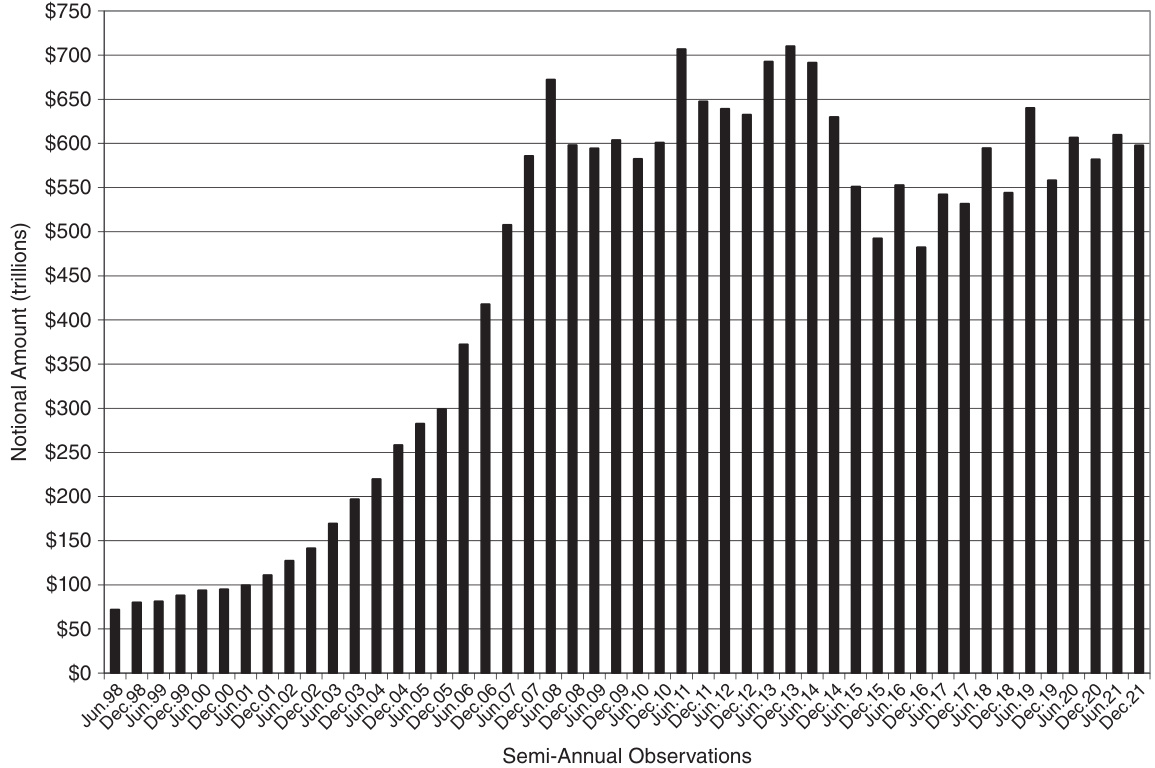 $750
$700
$650
$600
$550
$500
$450
$400
$350
$300
$250
$200
$150
$100
$50
$0
Notional Amount (trillions)
Jun.98
Dec.98
Jun.99
Dec.99
Jun.00
Dec.00
Jun.01
Dec.01
Jun.02
Dec.02
Jun.03
Dec.03
Jun.04
Dec.04
Jun.05
Dec.05
Jun.06
Dec.06
Jun.07
Dec.07
Jun.08
Dec.08
Jun.09
Dec.09
Jun.10
Dec.10
Jun.11
Dec.11
Jun.12
Dec.12
Jun.13
Dec.13
Jun.14
Dec.14
Jun.15
Dec.15
Jun.16
Dec.16
Jun.17
Dec.17
Jun.18
Dec.18
Jun.19
Dec.19
Jun.20
Dec.20
Jun.21
Dec.21
Semi-Annual Observations